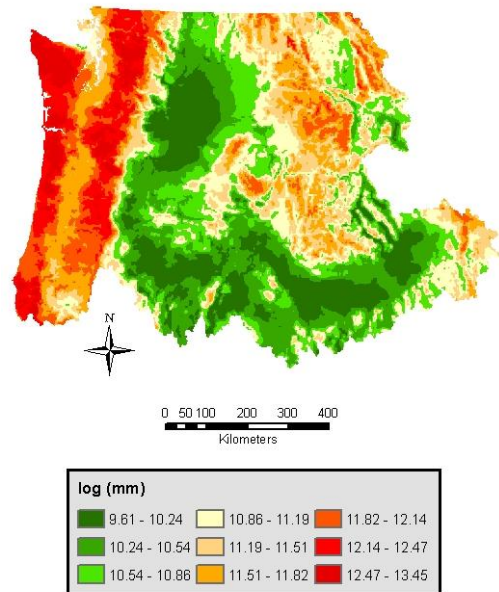 N
0 50 100 200 300 400
Kilometers
log (mm)
9.61 - 10.24 10.86 - 11.19 11.82 - 12.14
10.24 - 10.54 11.19 - 11.51 12.14 - 12.47
10.54 - 10.86 11.51 - 11.82 12.47 - 13.45